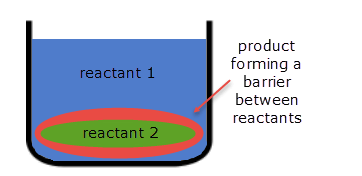 reactant 1
reactant 2
product
forming a
barrier
between
reactants